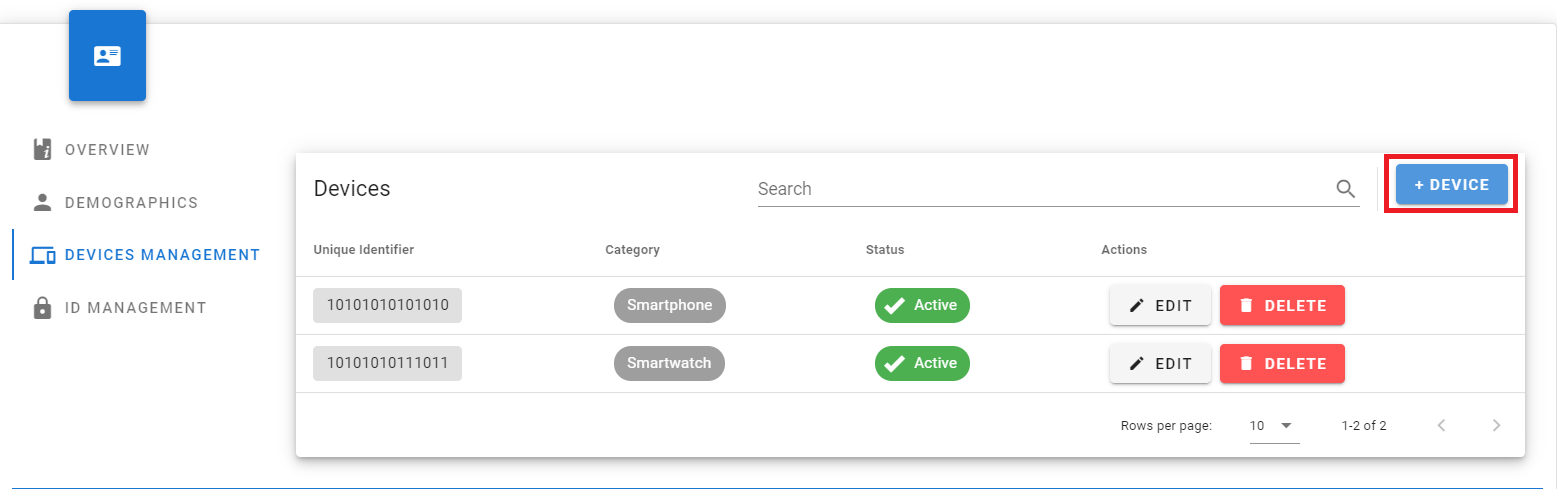 OVERVIEW
DEMOGRAPHICS
DEVICES MANAGEMENT
ID MANAGEMENT
Devices Search + DEVICE
Unique Identifier Category Status Actions
10101010101010 Smartphone Active EDIT DELETE
10101010111011 Smartwatch Active EDIT DELETE
Rows per page: 10 1-2 of 2